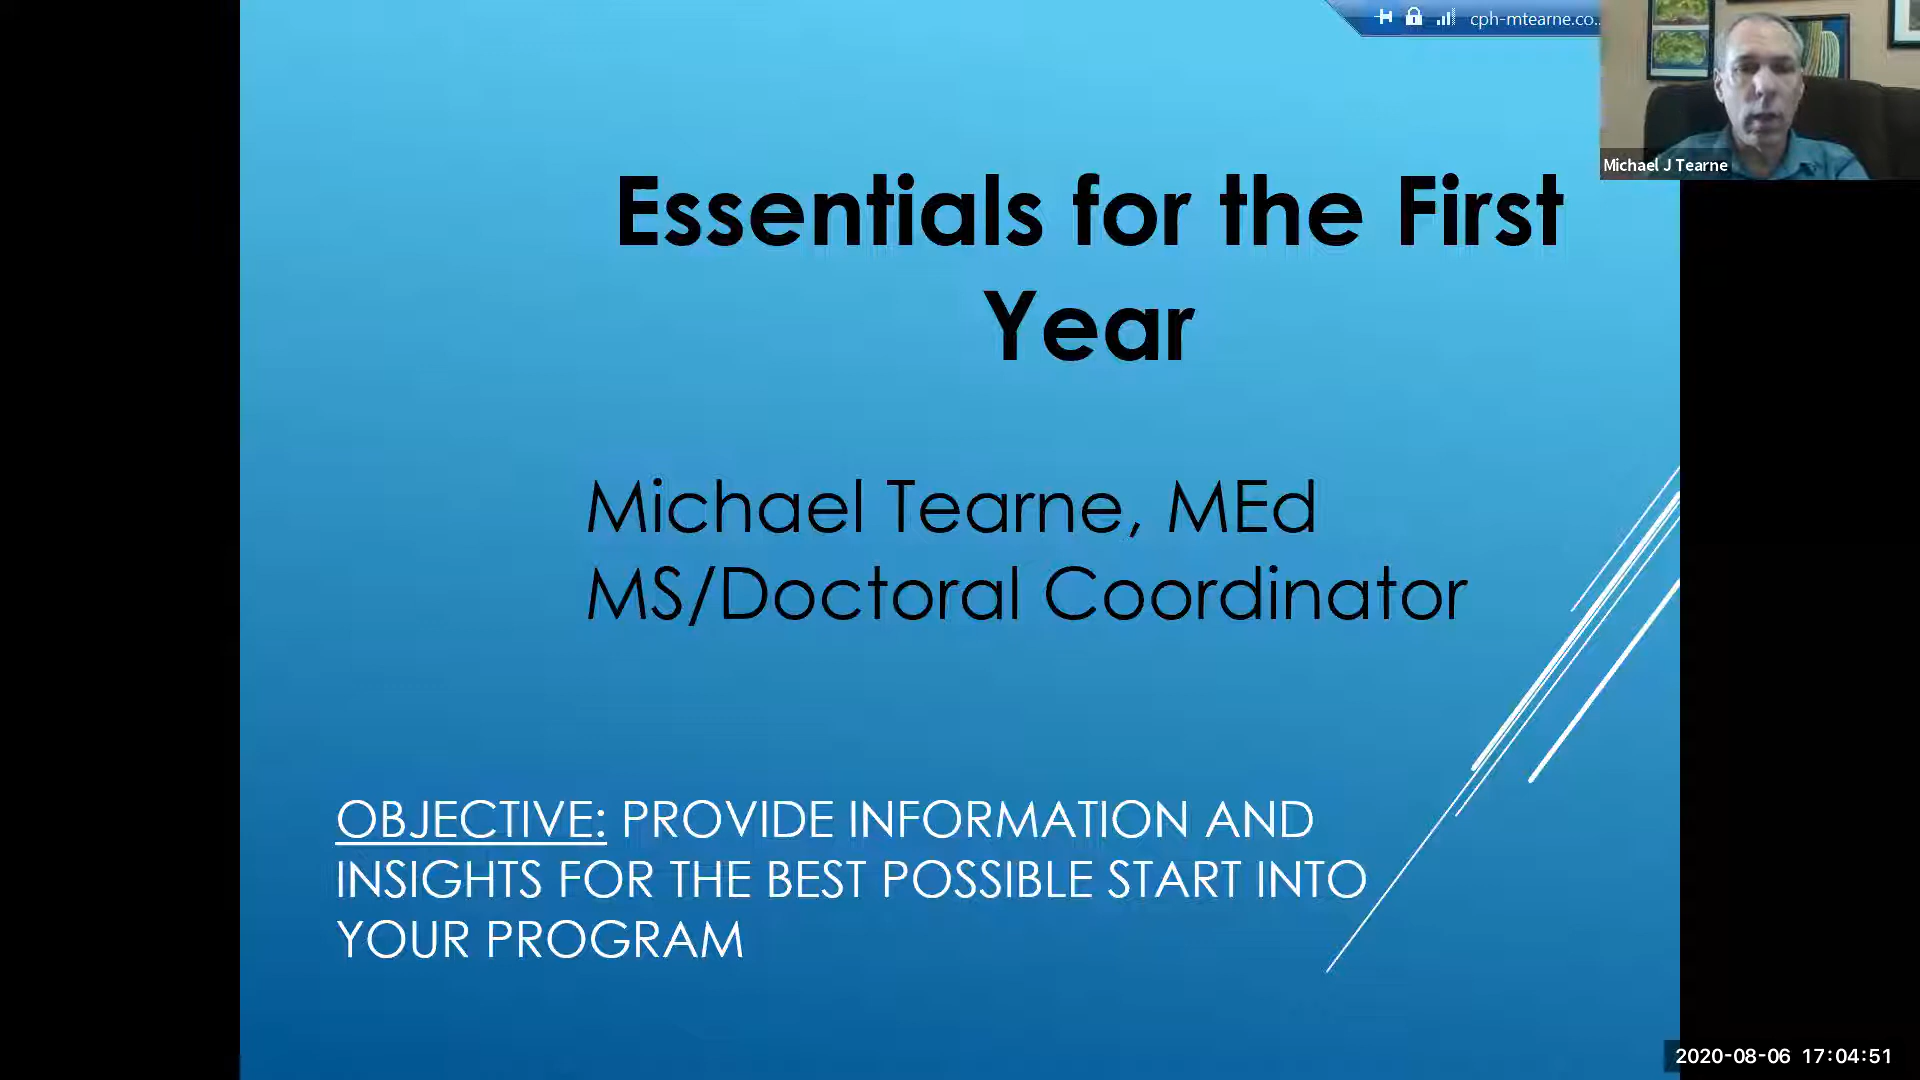 cph-mtearne.co...
Michael J Tearne
Essentials for the First
Year
Michael Tearne, MEd
MS/Doctoral Coordinator
OBJECTIVE: PROVIDE INFORMATION AND
INSIGHTS FOR THE BEST POSSIBLE START INTO
YOUR PROGRAM
2020-08-06 17:04:51